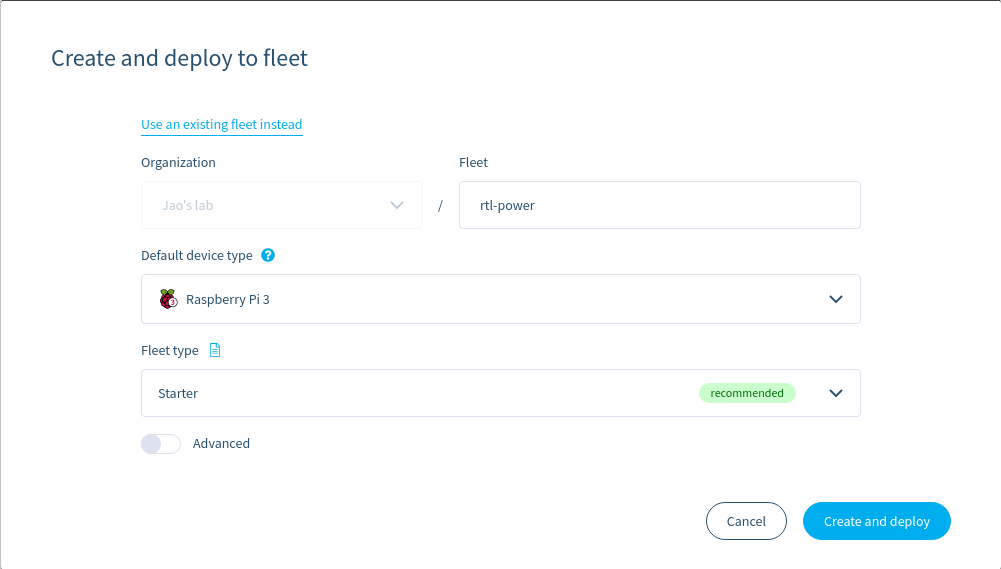 Create and deploy to fleet
Use an existing fleet instead
Organization
Fleet
Jao's lab
/
rtl-power
Default device type ?
3 Raspberry Pi 3
Fleet type
Starter
recommended
Advanced
Cancel
Create and deploy